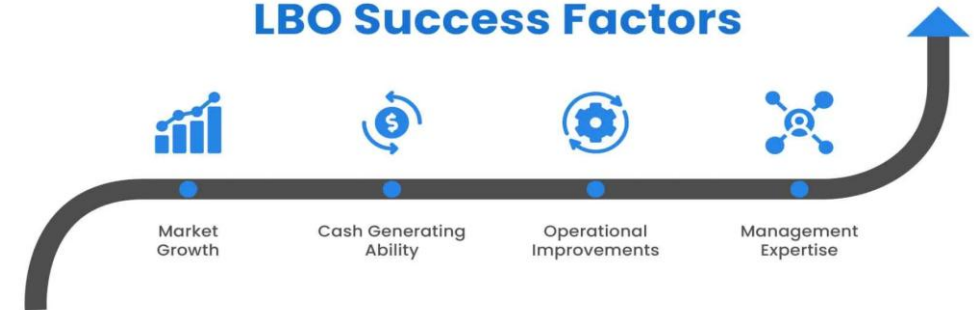 LBO Success Factors
$
Market
Growth
Cash Generating
Ability
Operational
Improvements
Management
Expertise